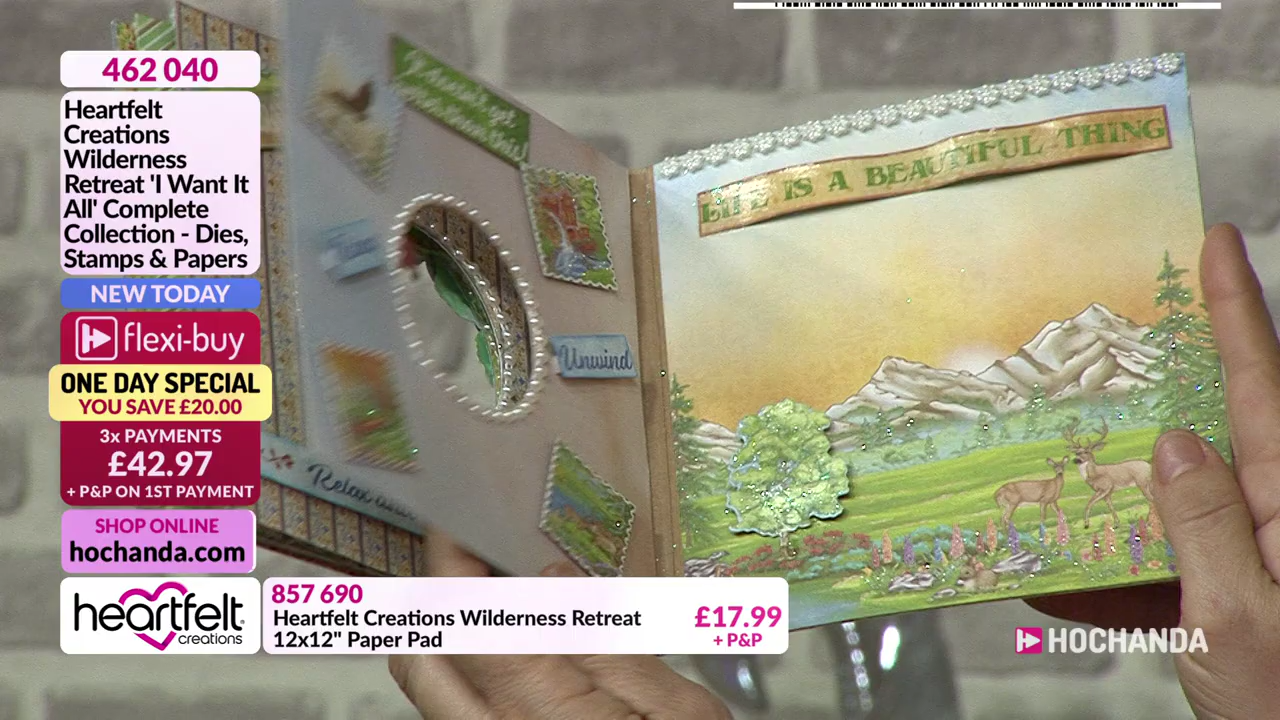 462 040
Heartfelt
Creations
Wilderness
Retreat 'I Want It
All' Complete
Collection - Dies,
Stamps & Papers
NEW TODAY
flexi-buy
ONE DAY SPECIAL
YOU SAVE £20.00
3x PAYMENTS
£42.97
+ P&P ON 1ST PAYMENT
SHOP ONLINE
hochanda.com
heartfelt
creations
857 690
Heartfelt Creations Wilderness Retreat
12x12" Paper Pad
£17.99
+ P&P
HOCHANDA
LIFE IS A BEAUTIFUL THING
Unwind
Relax